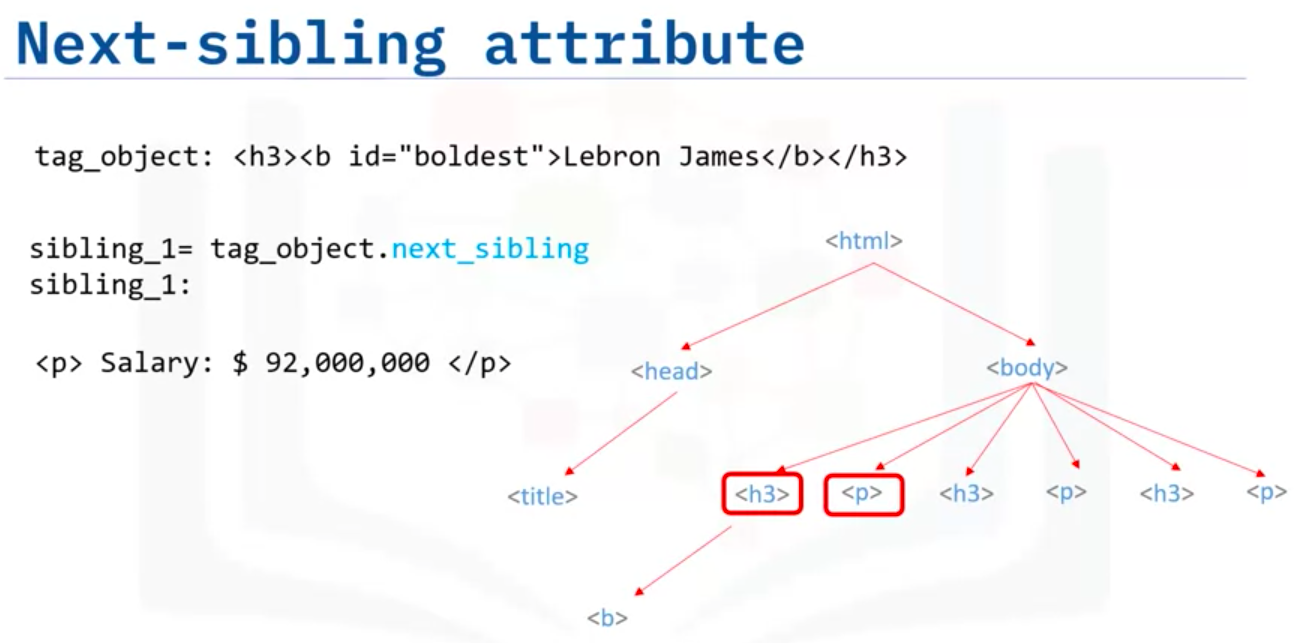 Next-sibling attribute
tag_object: <h3><b id="boldest">Lebron James</b></h3>
sibling_1= tag_object.next_sibling
sibling_1:
<p> Salary: $ 92,000,000 </p>
<html>
<head> <body>
<title> <h3> <p> <h3> <p> <h3> <p>
<b>